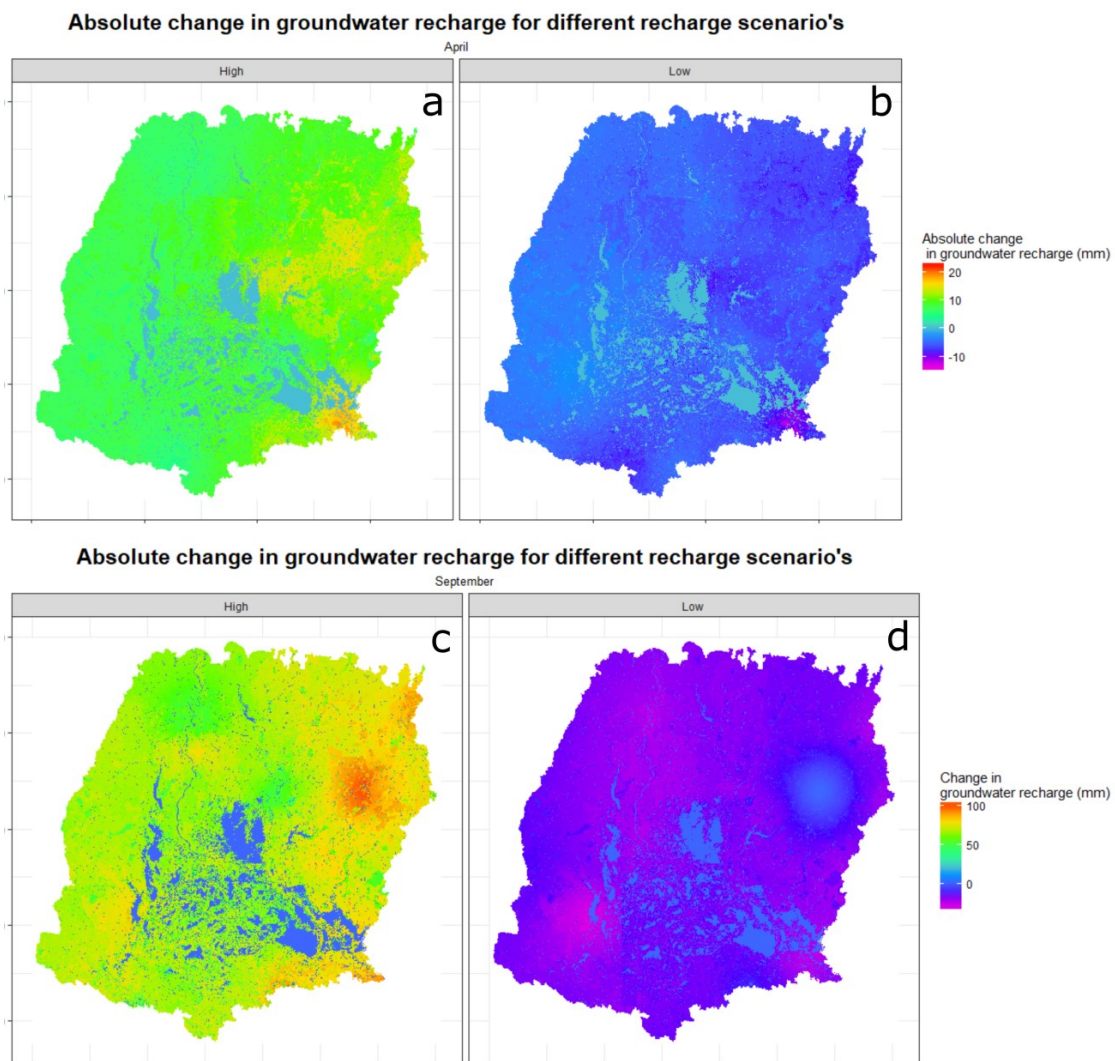 Absolute change in groundwater recharge for different recharge scenario's
April
High
Low
a
b
Absolute change
in groundwater recharge (mm)
20
10
0
-10
Absolute change in groundwater recharge for different recharge scenario's
September
High
Low
c
d
Change in
groundwater recharge (mm)
100
50
0